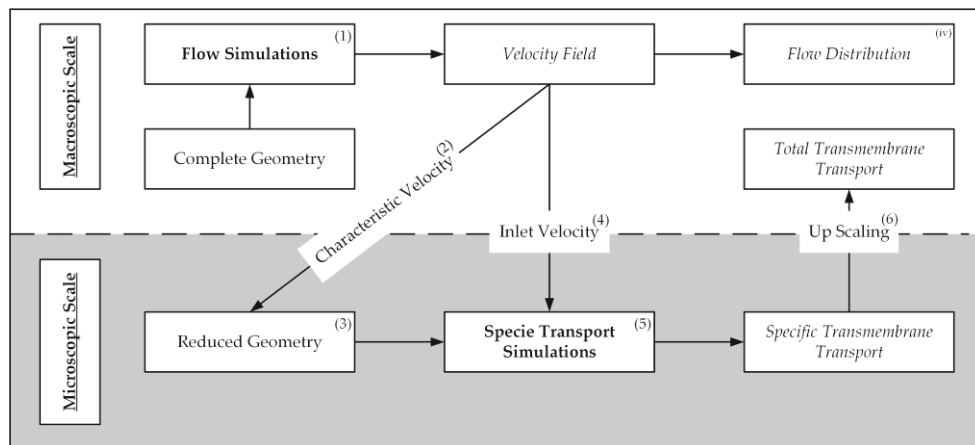 Macroscopic Scale
Flow Simulations (1)
Velocity Field
Flow Distribution (iv)
Complete Geometry
Characteristic Velocity (2)
Total Transmembrane
Transport
Inlet Velocity (4)
Up Scaling (6)
Microscopic Scale
Reduced Geometry (3)
Specie Transport (5)
Simulations
Specific Transmembrane
Transport